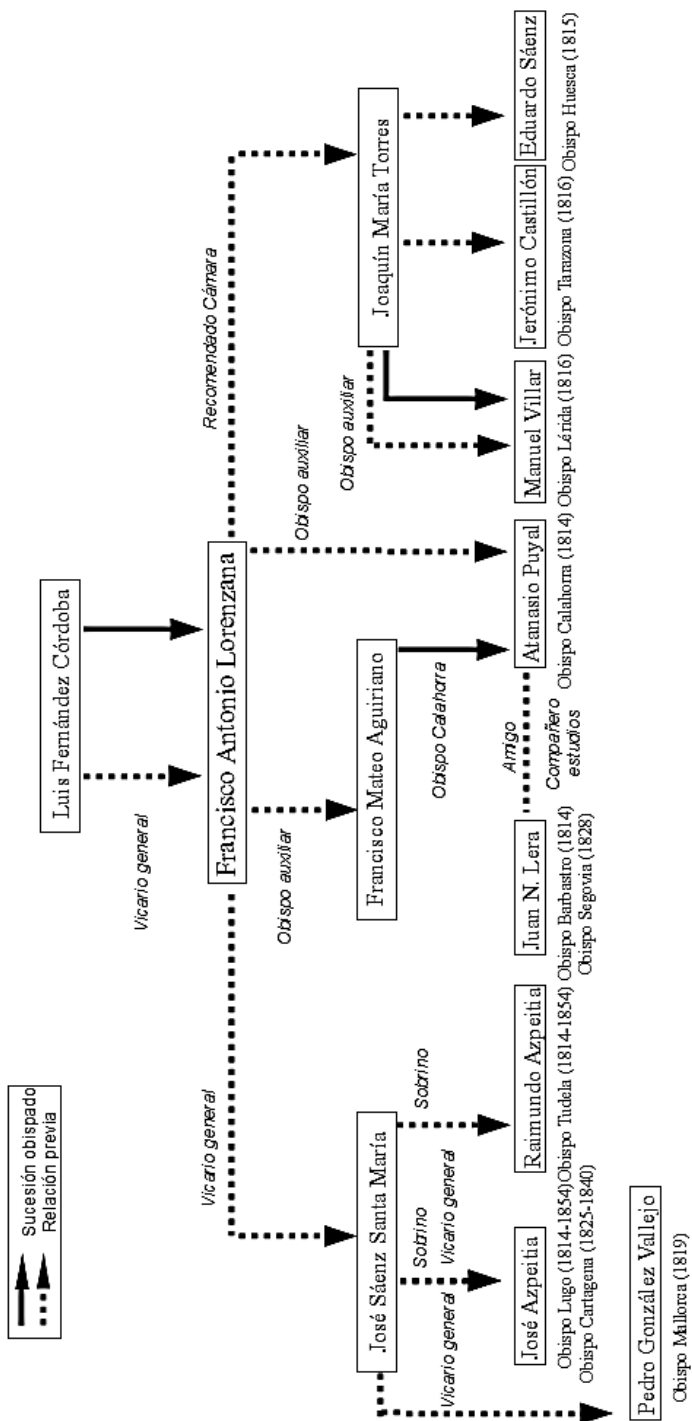 Sucesión obispado
Relación previa
Luis Fernández Córdoba
Vicario general
Francisco Antonio Lorenzana
Vicario general
Obispo auxiliar
Obispo auxiliar
Recomendado Cámara
José Sáenz Santa María
Francisco Mateo Aguiriano
Joaquín María Torres
Vicario general
Sobrino
Vicario general
Sobrino
Obispo Calahorra
Obispo auxiliar
José Azpeitia
Obispo Lugo (1814-1854)
Obispo Cartagena (1825-1840)
Raimundo Azpeitia
Obispo Tudela (1814-1854)
Juan N. Lera
Obispo Barbastro (1814)
Obispo Segovia (1828)
Amigo
Compañero
estudios
Atanasio Puyal
Obispo Calahorra (1814)
Manuel Villar
Obispo Lérida (1816)
Jerónimo Castillón
Obispo Tarazona (1816)
Eduardo Sáenz
Obispo Huesca (1815)
Pedro González Vallejo
Obispo Mallorca (1819)